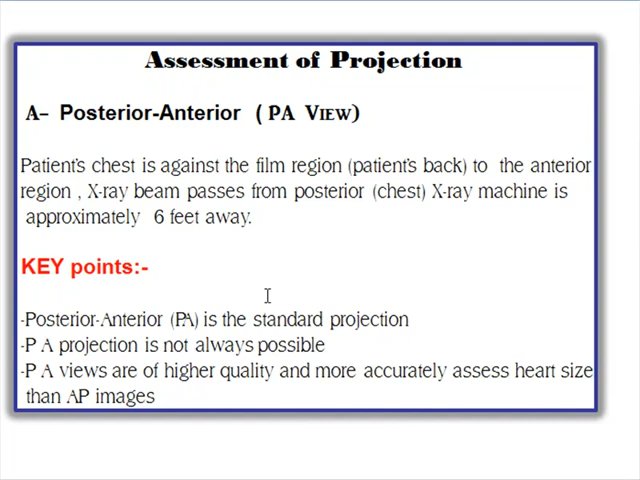 Assessment of Projection
A– Posterior-Anterior ( PA VIEW)
Patient's chest is against the film region (patient's back) to the anterior
region , X-ray beam passes from posterior (chest) X-ray machine is
approximately 6 feet away.
KEY points:-
-Posterior-Anterior (PA) is the standard projection
-P A projection is not always possible
-P A views are of higher quality and more accurately assess heart size
than AP images